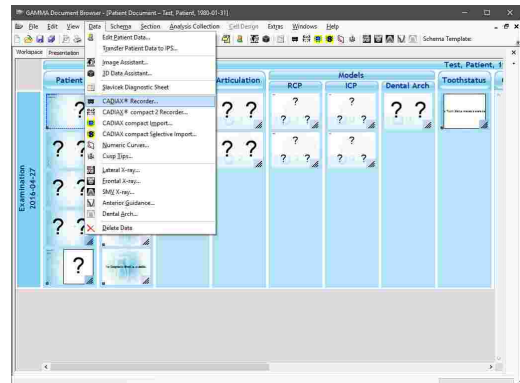 GAMMA Document Browser - [Patient Document - Test, Patient, 1980-01-31]
File Edit View Data Schema Section Analysis Collection Cell Design Extras Windows Help
Schema Template:
Workspace Presentation
Edit Patient Data...
Transfer Patient Data to IPS...
Image Assistant...
3D Data Assistant...
Slavicek Diagnostic Sheet
CADIAX® Recorder...
CADIAX® compact 2 Recorder...
CADIAX compact Import...
CADIAX compact Selective Import...
Numeric Curves...
Cusp Tips...
Lateral X-ray...
Frontal X-ray...
SMV X-ray...
Anterior Guidance...
Dental Arch...
Delete Data
Test, Patient, 1
Patient
Articulation
Models
RCP
ICP
Dental Arch
Toothstatus
Examination
2016-04-27
? ? ?
? ? ?
? ?
? ?
? ?
? ?
? ? ?
? ?
? ?
?